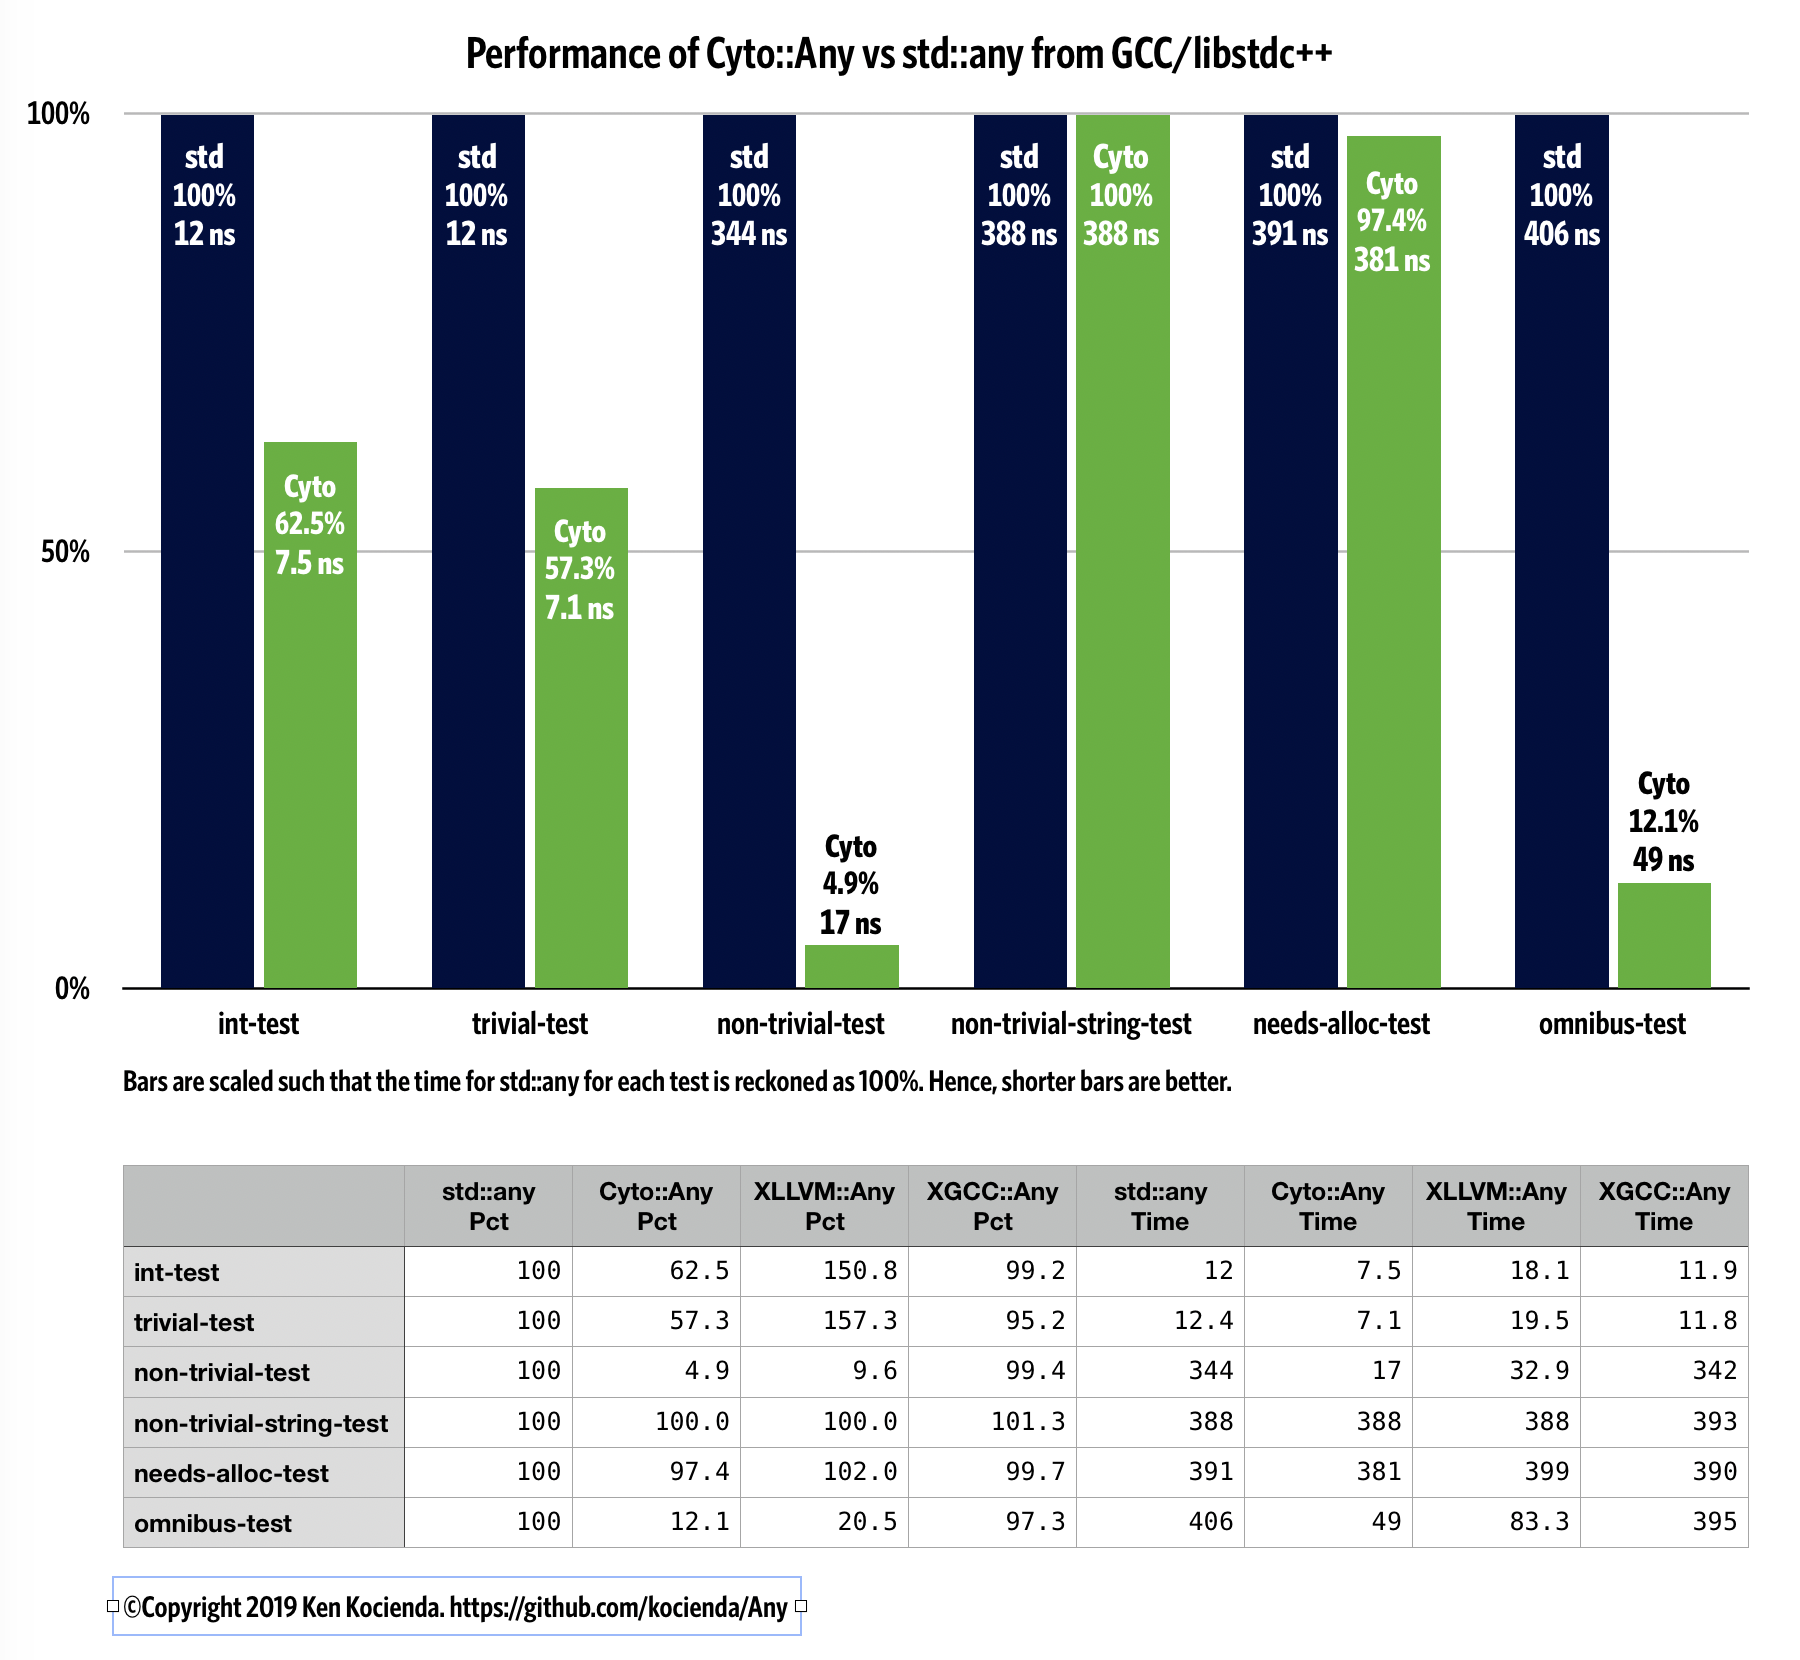 Performance of Cyto::Any vs std::any from GCC/libstdc++
100%
50%
0%
std
100%
12 ns
Cyto
62.5%
7.5 ns
std
100%
12 ns
Cyto
57.3%
7.1 ns
std
100%
344 ns
Cyto
4.9%
17 ns
std
100%
388 ns
Cyto
100%
388 ns
std
100%
391 ns
Cyto
97.4%
381 ns
std
100%
406 ns
Cyto
12.1%
49 ns
int-test trivial-test non-trivial-test non-trivial-string-test needs-alloc-test omnibus-test
Bars are scaled such that the time for std::any for each test is reckoned as 100%. Hence, shorter bars are better.
std::any Cyto::Any XLLVM::Any XGCC::Any std::any Cyto::Any XLLVM::Any XGCC::Any
Pct Pct Pct Pct Time Time Time Time
int-test 100 62.5 150.8 99.2 12 7.5 18.1 11.9
trivial-test 100 57.3 157.3 95.2 12.4 7.1 19.5 11.8
non-trivial-test 100 4.9 9.6 99.4 344 17 32.9 342
non-trivial-string-test 100 100.0 100.0 101.3 388 388 388 393
needs-alloc-test 100 97.4 102.0 99.7 391 381 399 390
omnibus-test 100 12.1 20.5 97.3 406 49 83.3 395
©Copyright 2019 Ken Kocienda. https://github.com/kocienda/Any